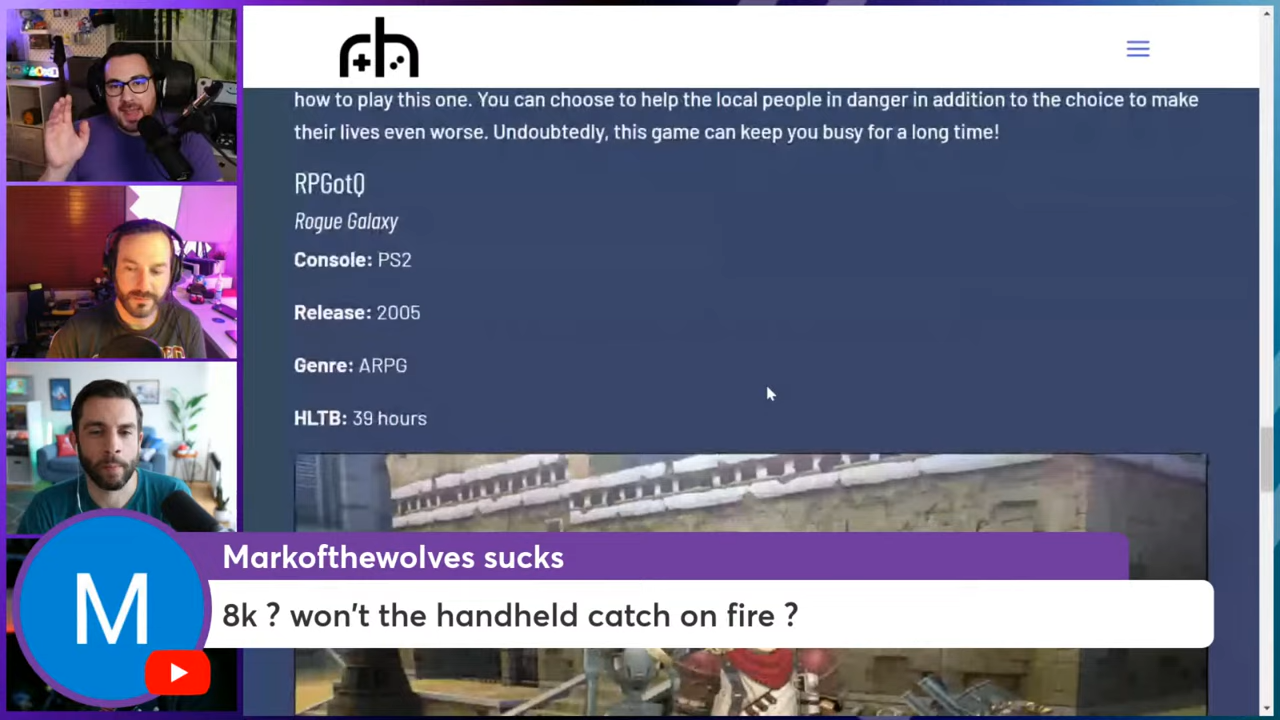 how to play this one. You can choose to help the local people in danger in addition to the choice to make
their lives even worse. Undoubtedly, this game can keep you busy for a long time!
RPGotQ
Rogue Galaxy
Console: PS2
Release: 2005
Genre: ARPG
HLTB: 39 hours
Markofthewolves sucks
M
8k ? won't the handheld catch on fire ?